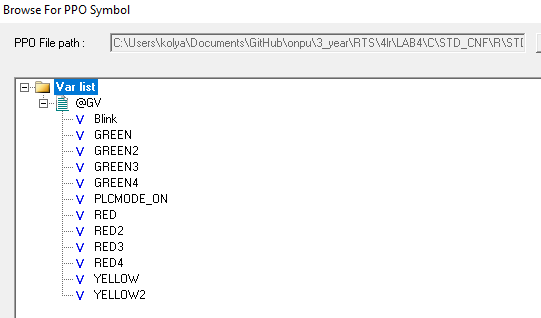 Browse For PPO Symbol
PPO File path : C:\Users\kolya\Documents\GitHub\onpu\3_year\RTS\4lr\LAB4\C\STD_CNF\R\STD
Var list
@GV
V Blink
V GREEN
V GREEN2
V GREEN3
V GREEN4
V PLCMODE_ON
V RED
V RED2
V RED3
V RED4
V YELLOW
V YELLOW2